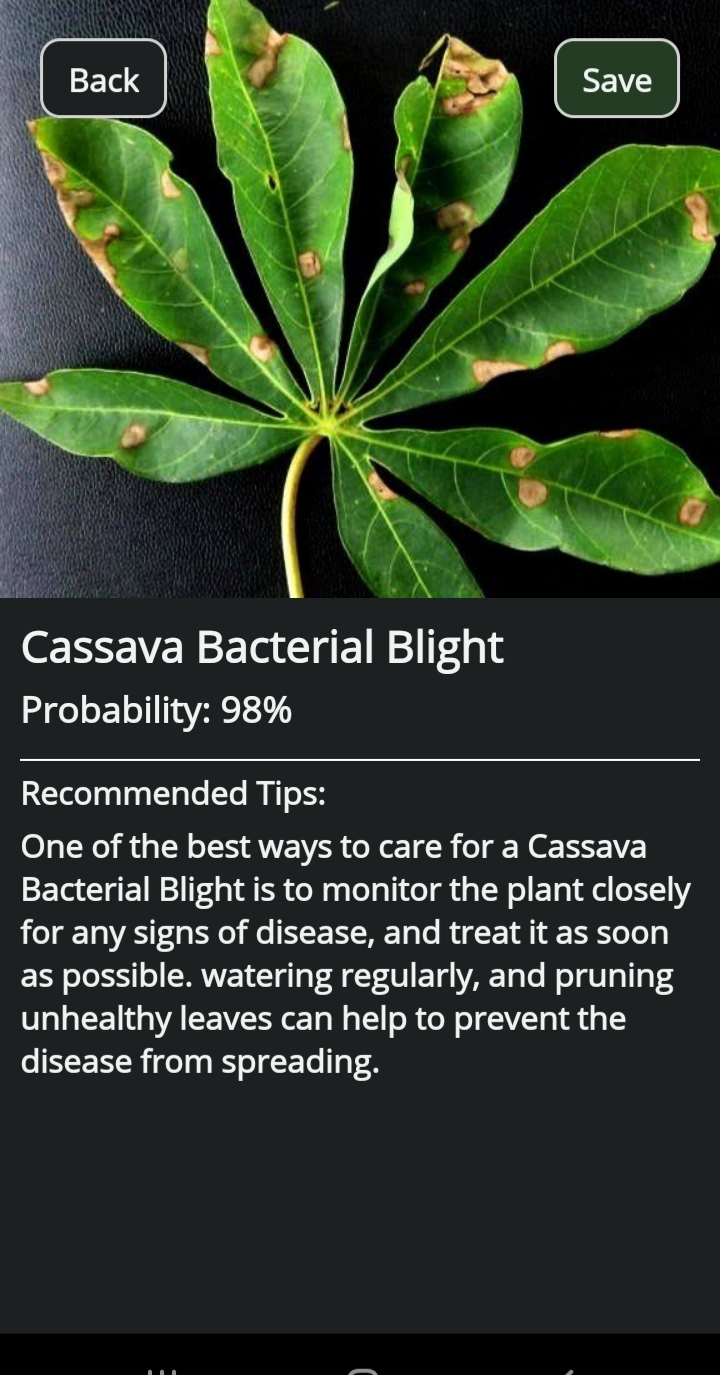 Back
Save
Cassava Bacterial Blight
Probability: 98%
Recommended Tips:
One of the best ways to care for a Cassava
Bacterial Blight is to monitor the plant closely
for any signs of disease, and treat it as soon
as possible. watering regularly, and pruning
unhealthy leaves can help to prevent the
disease from spreading.